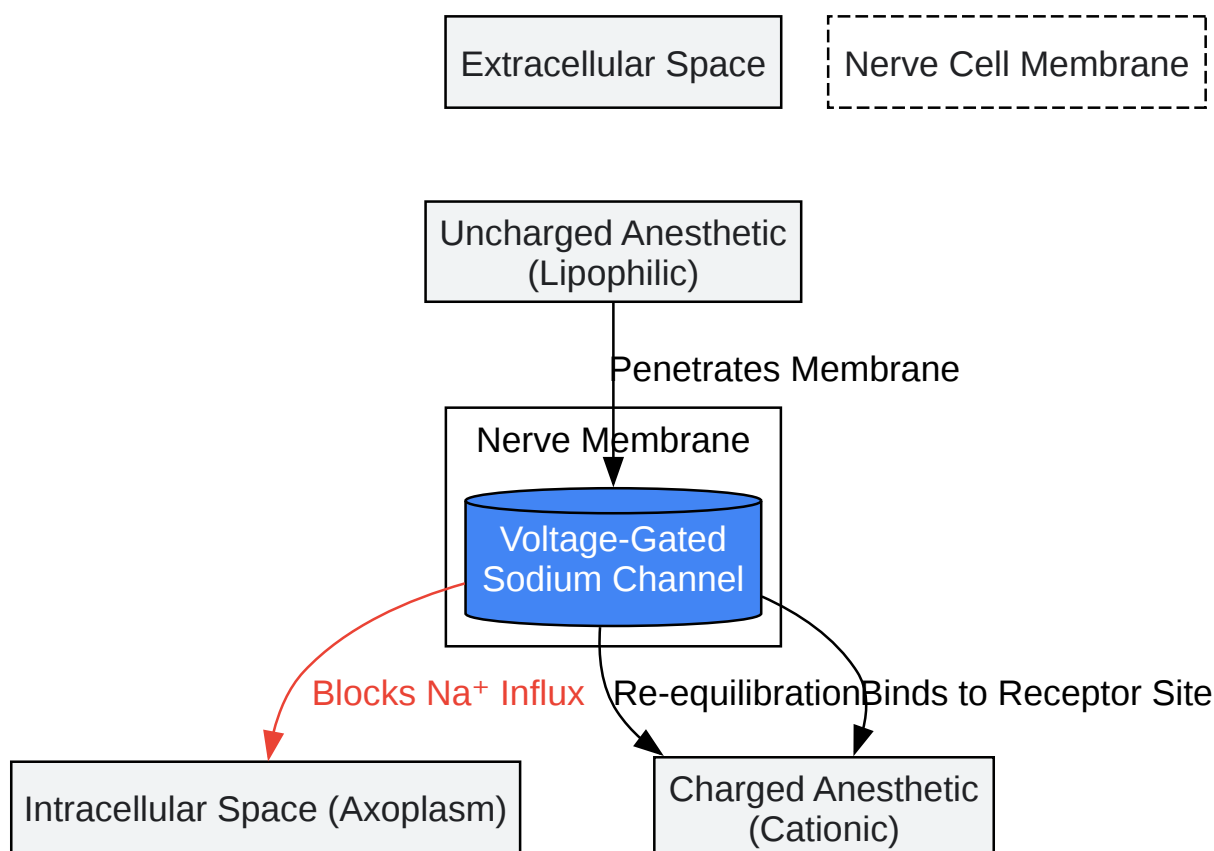 Extracellular Space
Nerve Cell Membrane
Uncharged Anesthetic
(Lipophilic)
Penetrates Membrane
Nerve Membrane
Voltage-Gated
Sodium Channel
Blocks Na⁺ Influx
Re-equilibration
Binds to Receptor Site
Intracellular Space (Axoplasm)
Charged Anesthetic
(Cationic)